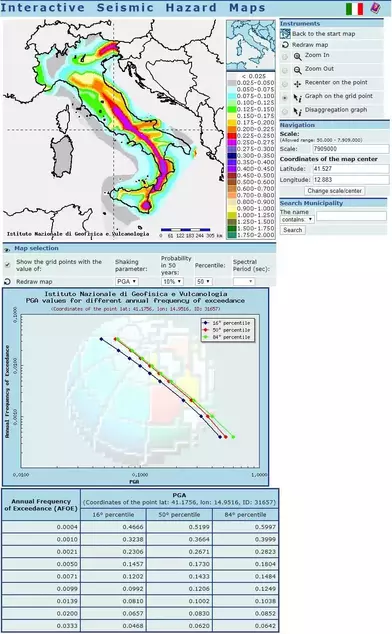 Interactive Seismic Hazard Maps
Instruments
Back to the start map
Redraw map
Zoom In
Zoom Out
Recenter on the point
Graph on the grid point
Disaggregation graph
Navigation
Scale:
(Allowed range: 50,000 - 7,909,000)
Scale: 7909000
Coordinates of the map center
Latitude: 41.527
Longitude: 12.883
Change scale/center
Search Municipality
The name
contains:
Search
< 0.025
0.025-0.050
0.050-0.075
0.075-0.100
0.100-0.125
0.125-0.150
0.150-0.175
0.175-0.200
0.200-0.225
0.225-0.250
0.250-0.275
0.275-0.300
0.300-0.350
0.350-0.400
0.400-0.450
0.450-0.500
0.500-0.600
0.600-0.700
0.700-0.800
0.800-0.900
0.900-1.000
1.000-1.250
1.250-1.500
1.500-1.750
1.750-2.000
Istituto Nazionale di Geofisica e Vulcanologia
0 61 122 183 244 305 km
Map selection
Show the grid points with the value of:
Shaking parameter:
Probability in 50 years:
Percentile:
Spectral Period (sec):
Redraw map
PGA
10%
50
Istituto Nazionale di Geofisica e Vulcanologia
PGA values for different annual frequency of exceedance
(Coordinates of the point lat: 41.1756, lon: 14.9516, ID: 31657)
16° percentile
50° percentile
84° percentile
Annual Frequency of Exceedance
0.1000
0.0100
0.0010
0.0100
0.1000
1.0000
PGA
Annual Frequency of Exceedance (AFOE)
PGA
(Coordinates of the point lat: 41.1756, lon: 14.9516, ID: 31657)
16° percentile 50° percentile 84° percentile
0.0004 0.4666 0.5199 0.5997
0.0010 0.3238 0.3664 0.3999
0.0021 0.2306 0.2671 0.2823
0.0050 0.1457 0.1730 0.1804
0.0071 0.1202 0.1433 0.1484
0.0099 0.0992 0.1206 0.1249
0.0139 0.0810 0.1002 0.1038
0.0200 0.0657 0.0830 0.0852
0.0333 0.0468 0.0620 0.0642